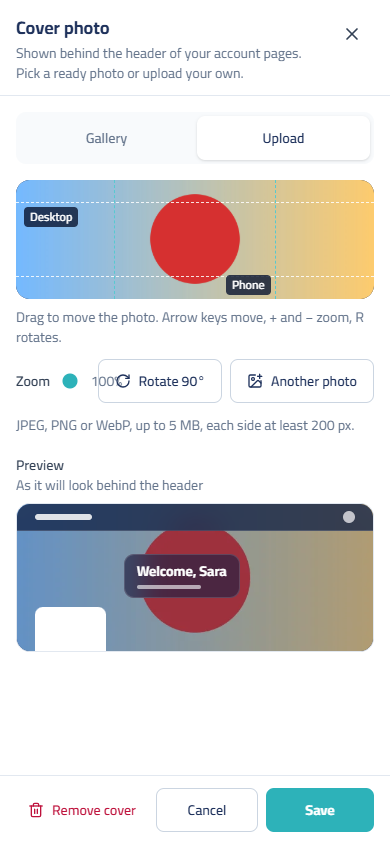 Cover photo
Shown behind the header of your account pages.
Pick a ready photo or upload your own.
Gallery
Upload
Desktop
Phone
Drag to move the photo. Arrow keys move, + and − zoom, R
rotates.
Zoom
100%
Rotate 90°
Another photo
JPEG, PNG or WebP, up to 5 MB, each side at least 200 px.
Preview
As it will look behind the header
Welcome, Sara
Remove cover
Cancel
Save